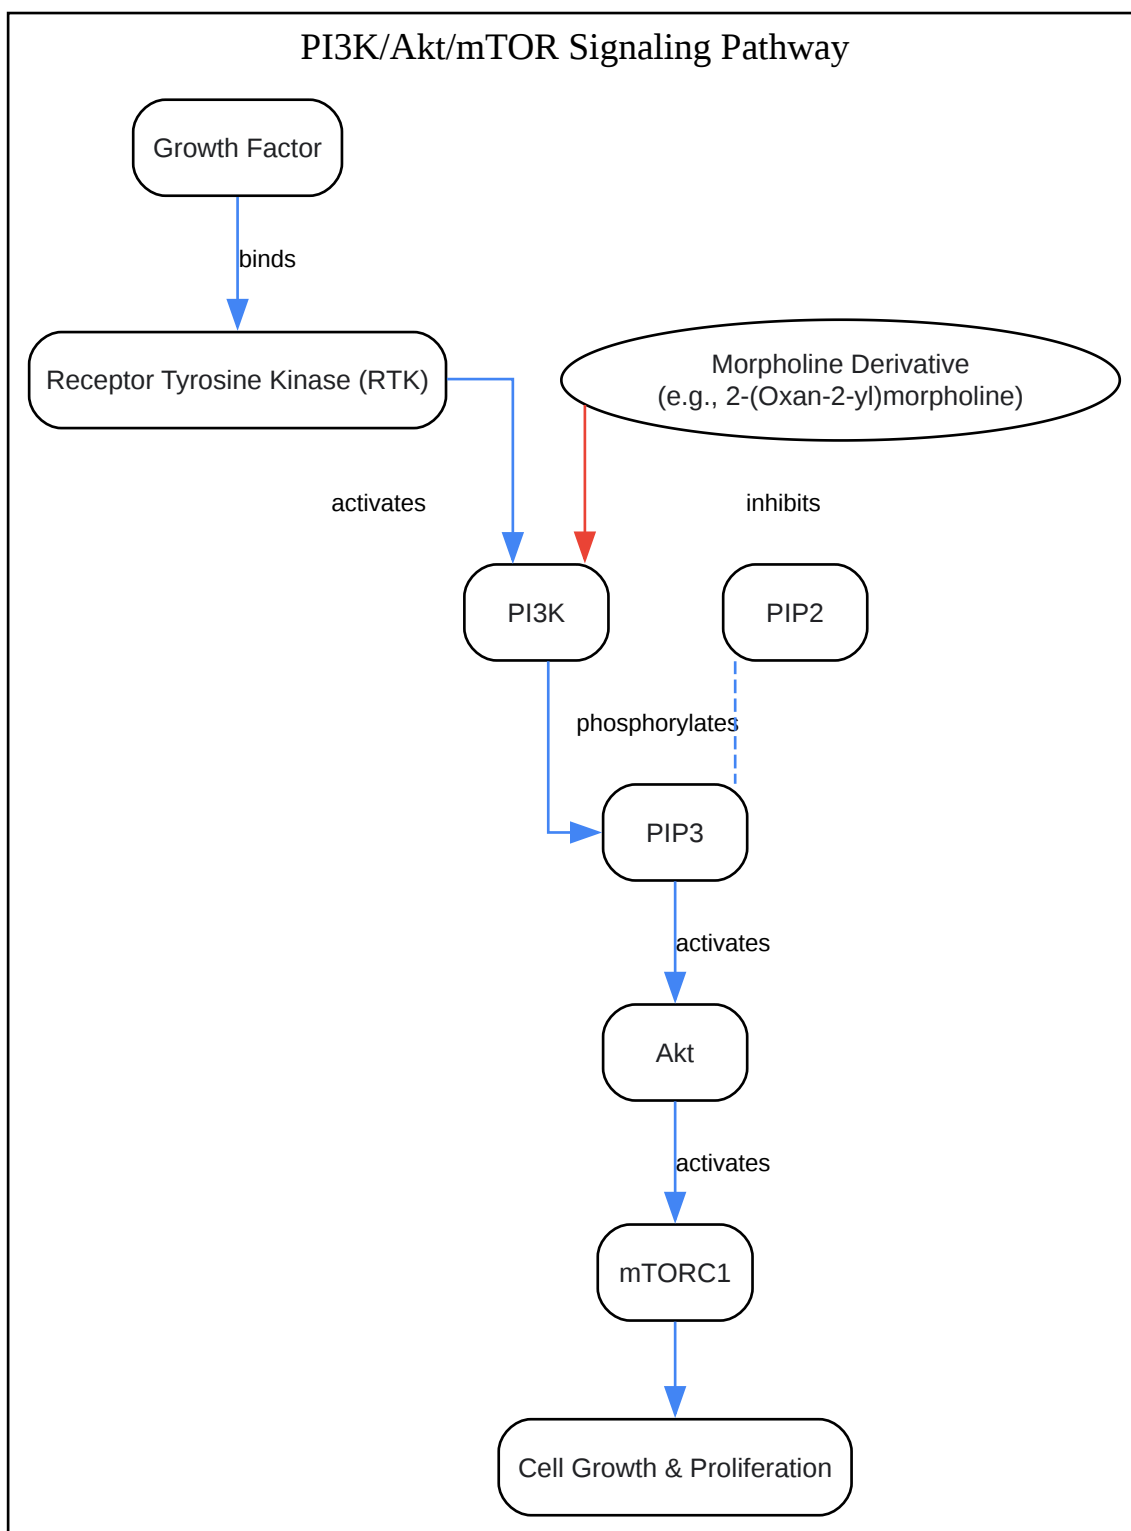 PI3K/Akt/mTOR Signaling Pathway
Growth Factor
binds
Receptor Tyrosine Kinase (RTK)
Morpholine Derivative
(e.g., 2-(Oxan-2-yl)morpholine)
activates
inhibits
PI3K
PIP2
phosphorylates
PIP3
activates
Akt
activates
mTORC1
Cell Growth & Proliferation